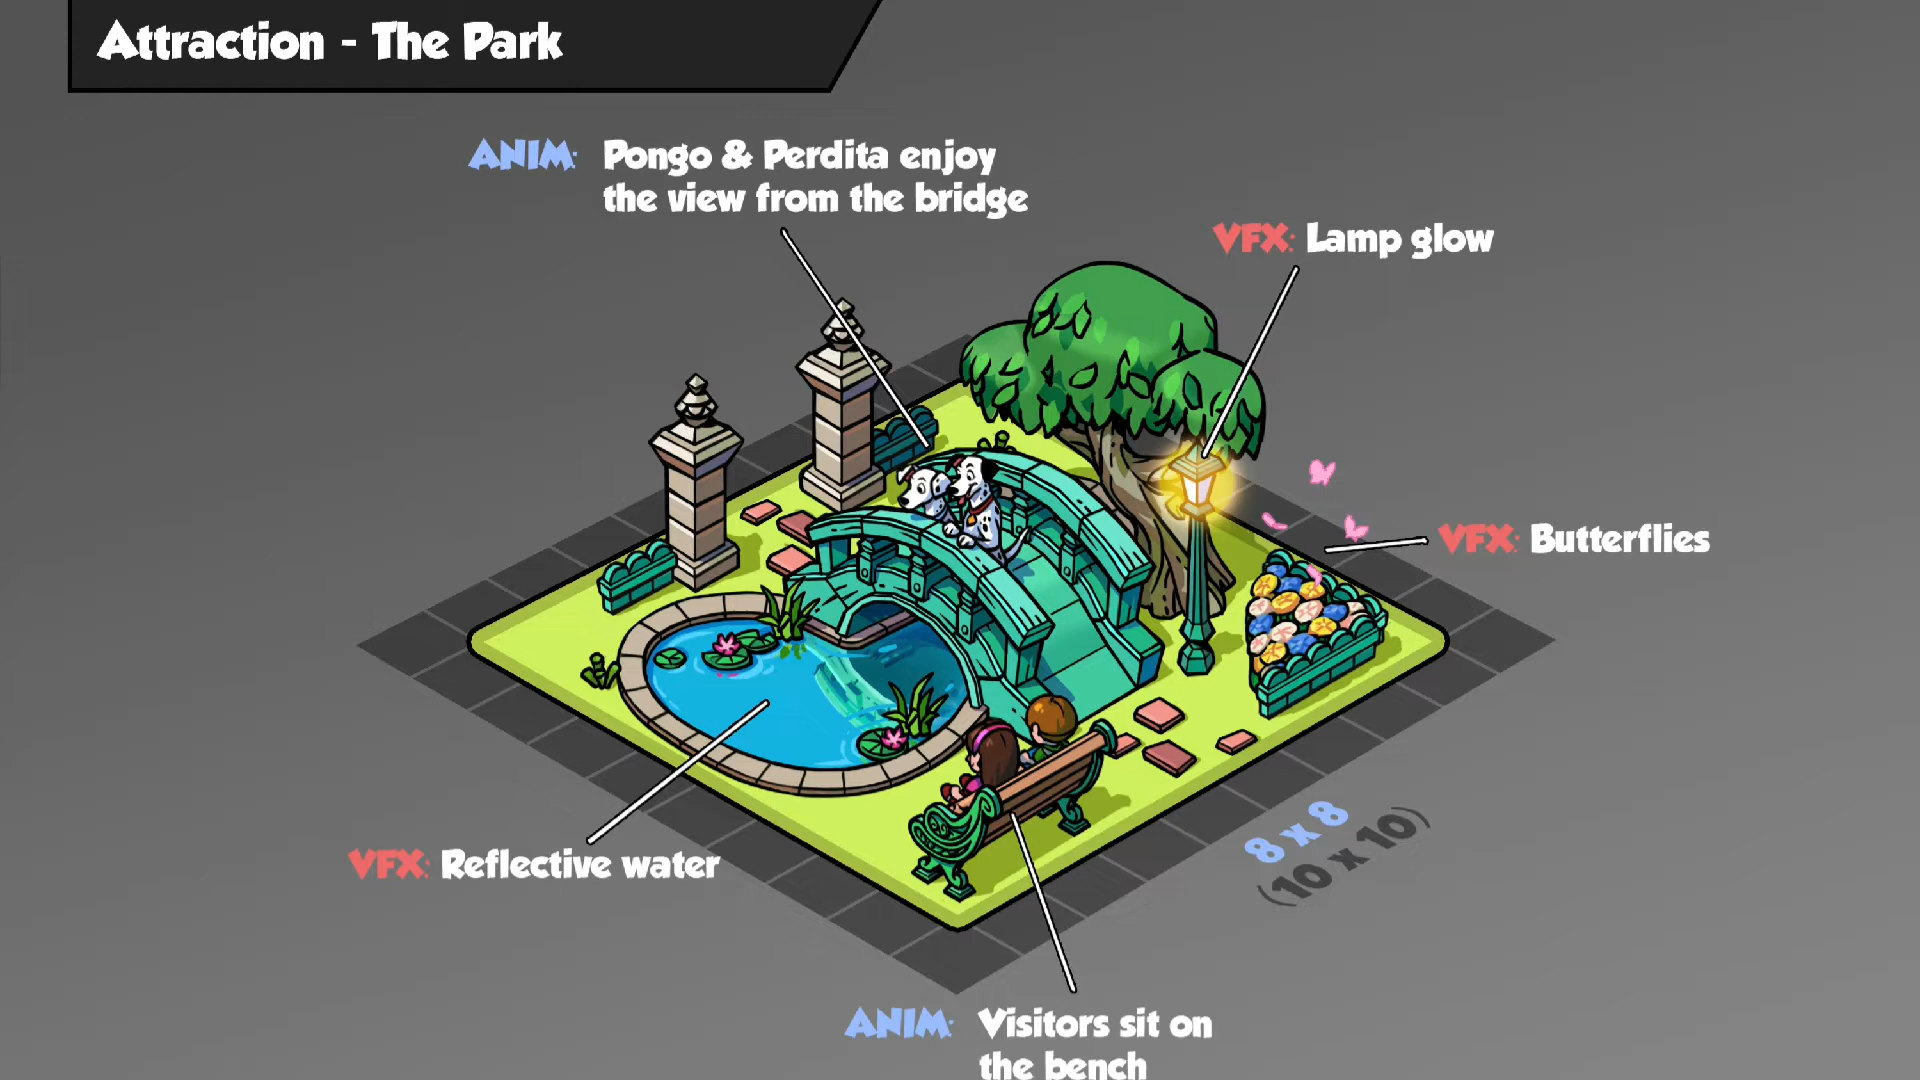 Attraction - The Park
ANIM: Pongo & Perdita enjoy
the view from the bridge
VFX: Lamp glow
VFX: Butterflies
8 x 8
(10 x 10)
VFX: Reflective water
ANIM: Visitors sit on
the bench